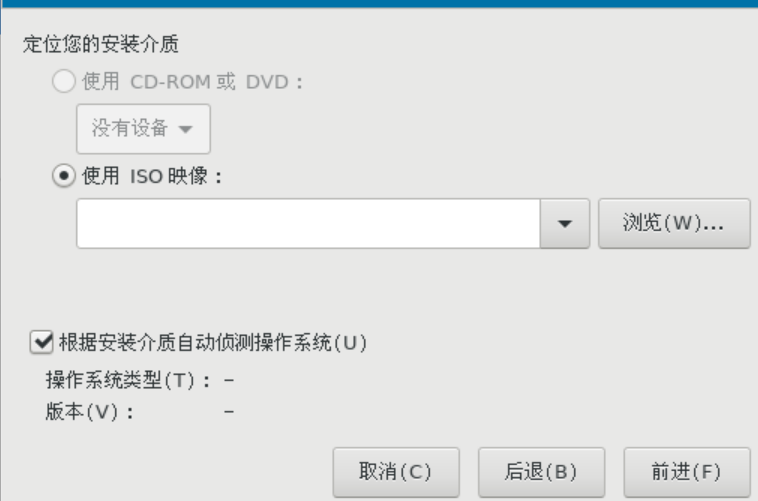 定位您的安装介质
使用 CD-ROM 或 DVD：
没有设备
使用 ISO 映像：
浏览(W)...
根据安装介质自动侦测操作系统(U)
操作系统类型(T)： -
版本(V)： -
取消(C) 后退(B) 前进(F)